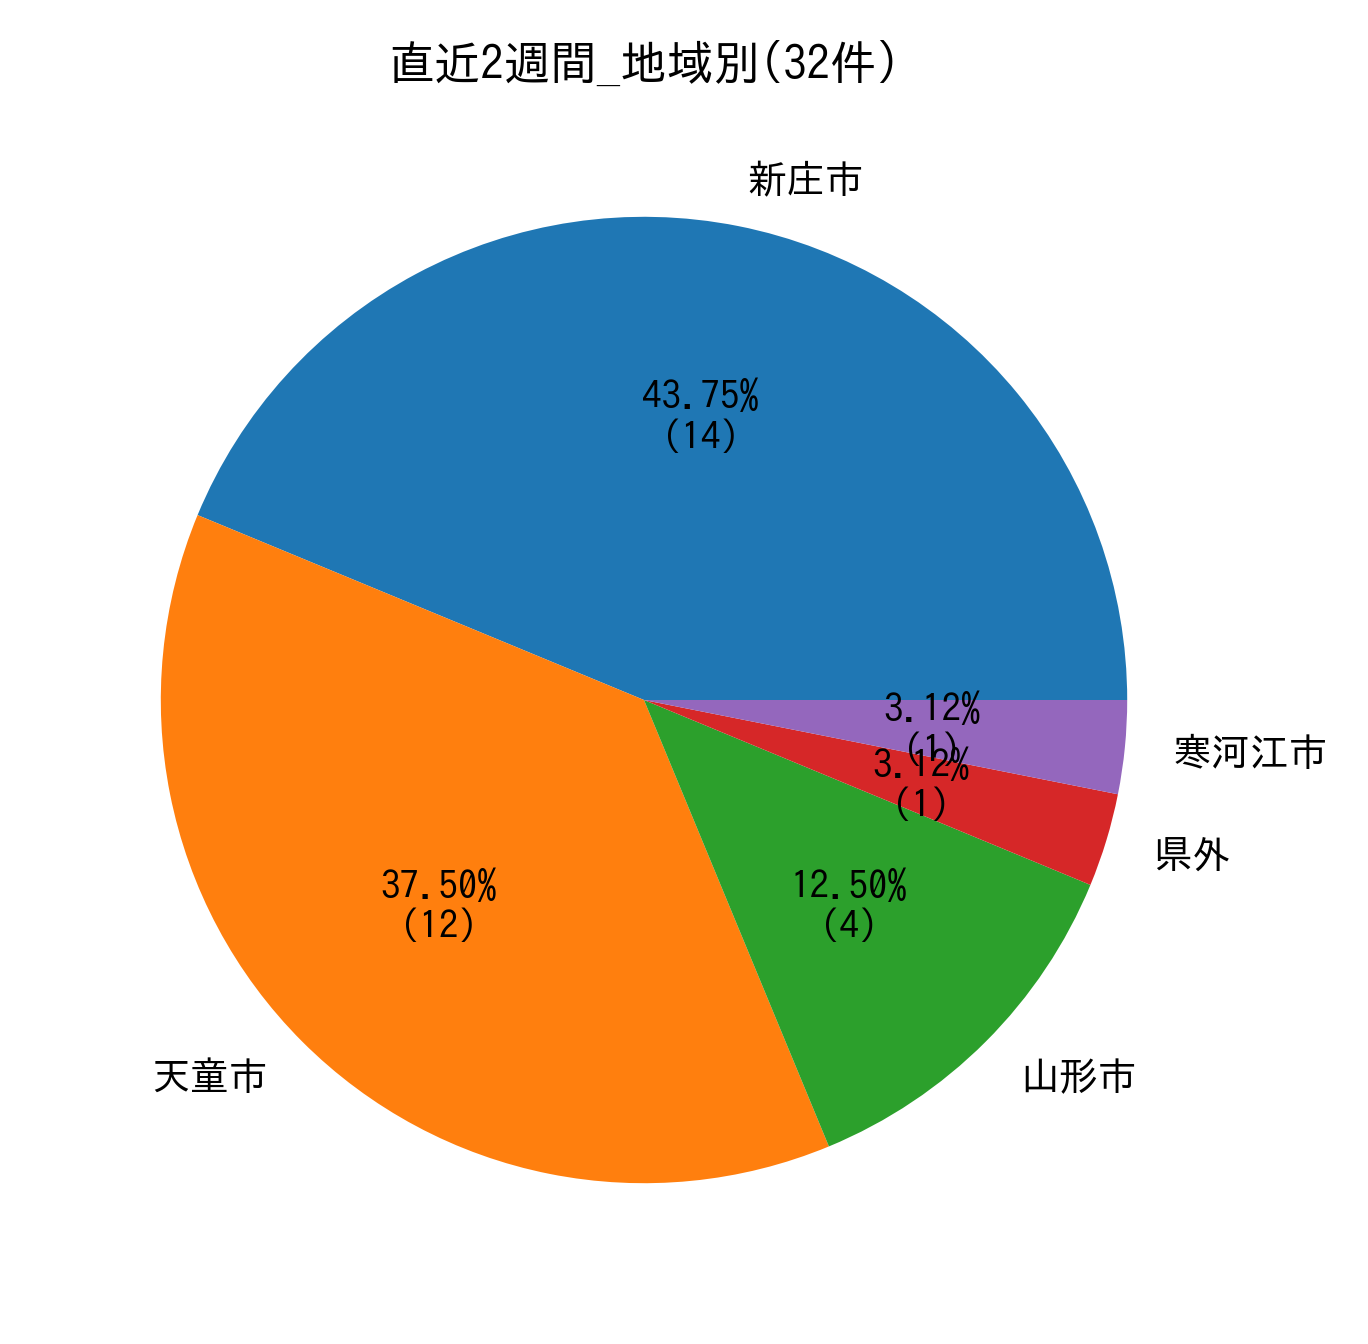 直近2週間_地域別(32件)
新庄市
43.75%
(14)
3.12%
(1)
寒河江市
3.12%
(1)
県外
37.50%
(12)
12.50%
(4)
天童市
山形市